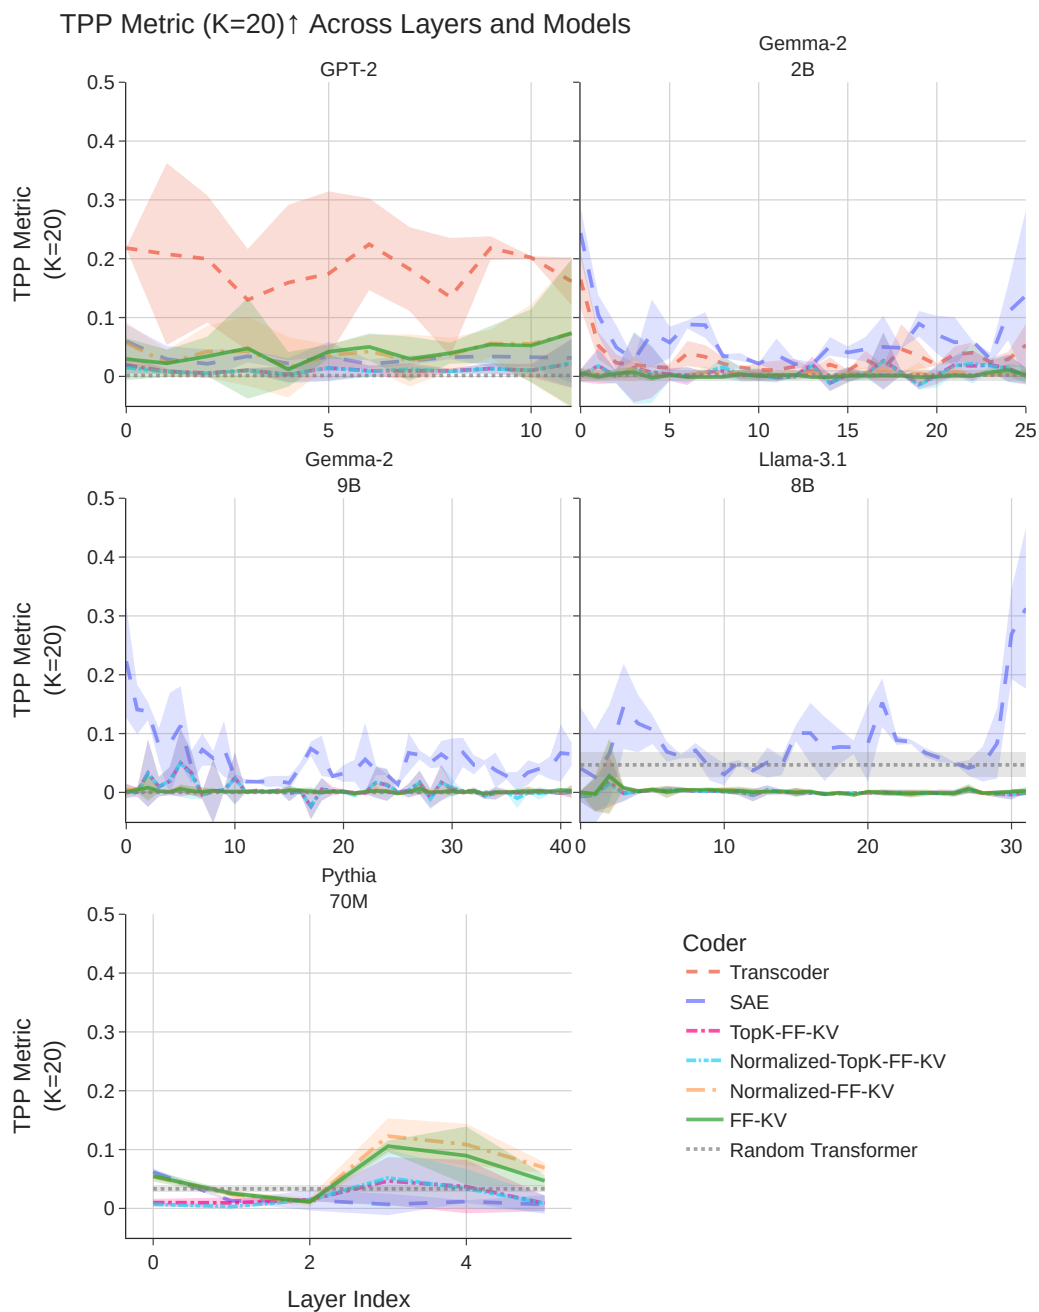 TPP Metric (K=20)↑ Across Layers and Models
GPT-2
Gemma-2
2B
TPP Metric
(K=20)
0.5
0.4
0.3
0.2
0.1
0
0 5 10
0 5 10 15 20 25
Gemma-2
9B
Llama-3.1
8B
TPP Metric
(K=20)
0.5
0.4
0.3
0.2
0.1
0
0 10 20 30 40
0 10 20 30
Pythia
70M
TPP Metric
(K=20)
0.5
0.4
0.3
0.2
0.1
0
0 2 4
Layer Index
Coder
Transcoder
SAE
TopK-FF-KV
Normalized-TopK-FF-KV
Normalized-FF-KV
FF-KV
Random Transformer